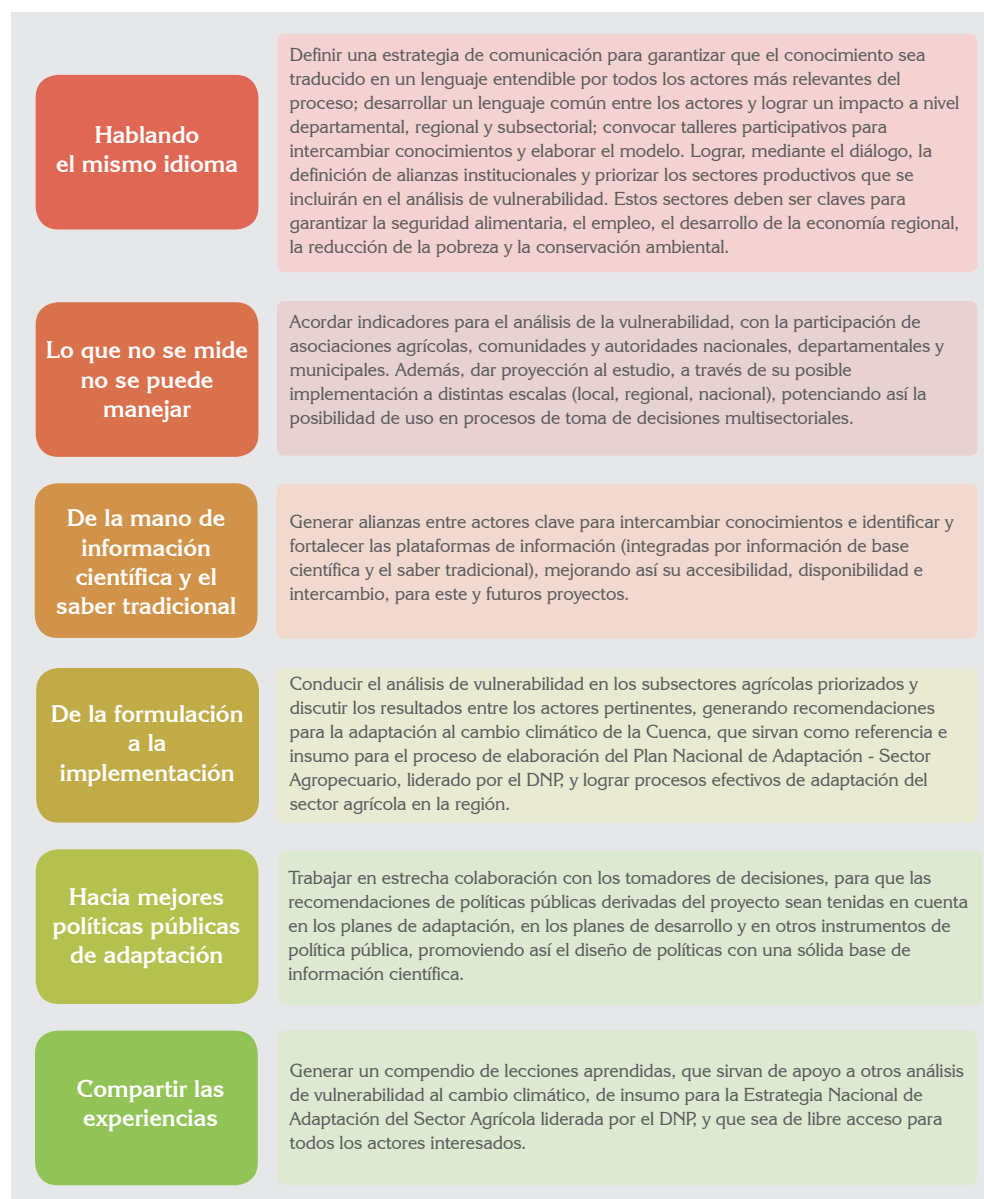 Hablando
el mismo idioma
Definir una estrategia de comunicación para garantizar que el conocimiento sea
traducido en un lenguaje entendible por todos los actores más relevantes del
proceso; desarrollar un lenguaje común entre los actores y lograr un impacto a nivel
departamental, regional y subsectorial; convocar talleres participativos para
intercambiar conocimientos y elaborar el modelo. Lograr, mediante el diálogo, la
definición de alianzas institucionales y priorizar los sectores productivos que se
incluirán en el análisis de vulnerabilidad. Estos sectores deben ser claves para
garantizar la seguridad alimentaria, el empleo, el desarrollo de la economía regional,
la reducción de la pobreza y la conservación ambiental.
Lo que no se mide
no se puede
manejar
Acordar indicadores para el análisis de la vulnerabilidad, con la participación de
asociaciones agrícolas, comunidades y autoridades nacionales, departamentales y
municipales. Además, dar proyección al estudio, a través de su posible
implementación a distintas escalas (local, regional, nacional), potenciando así la
posibilidad de uso en procesos de toma de decisiones multisectoriales.
De la mano de
información
científica y el
saber tradicional
Generar alianzas entre actores clave para intercambiar conocimientos e identificar y
fortalecer las plataformas de información (integradas por información de base
científica y el saber tradicional), mejorando así su accesibilidad, disponibilidad e
intercambio, para este y futuros proyectos.
De la formulación
a la
implementación
Conducir el análisis de vulnerabilidad en los subsectores agrícolas priorizados y
discutir los resultados entre los actores pertinentes, generando recomendaciones
para la adaptación al cambio climático de la Cuenca, que sirvan como referencia e
insumo para el proceso de elaboración del Plan Nacional de Adaptación - Sector
Agropecuario, liderado por el DNP, y lograr procesos efectivos de adaptación del
sector agrícola en la región.
Hacia mejores
políticas públicas
de adaptación
Trabajar en estrecha colaboración con los tomadores de decisiones, para que las
recomendaciones de políticas públicas derivadas del proyecto sean tenidas en cuenta
en los planes de adaptación, en los planes de desarrollo y en otros instrumentos de
política pública, promoviendo así el diseño de políticas con una sólida base de
información científica.
Compartir las
experiencias
Generar un compendio de lecciones aprendidas, que sirvan de apoyo a otros análisis
de vulnerabilidad al cambio climático, de insumo para la Estrategia Nacional de
Adaptación del Sector Agrícola liderada por el DNP, y que sea de libre acceso para
todos los actores interesados.